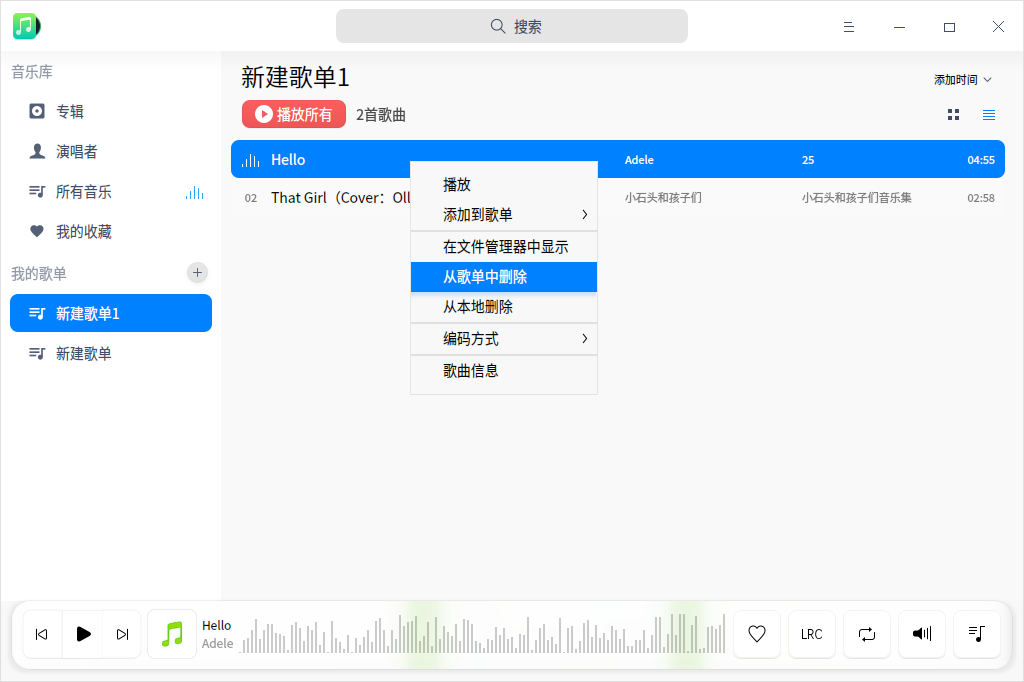 搜索
音乐库
专辑
演唱者
所有音乐
我的收藏
我的歌单
新建歌单1
新建歌单
新建歌单1
添加时间
播放所有 2首歌曲
Hello Adele 25 04:55
02 That Girl（Cover：Oll 小石头和孩子们 小石头和孩子们音乐集 02:58
播放
添加到歌单
在文件管理器中显示
从歌单中删除
从本地删除
编码方式
歌曲信息
Hello
Adele
LRC